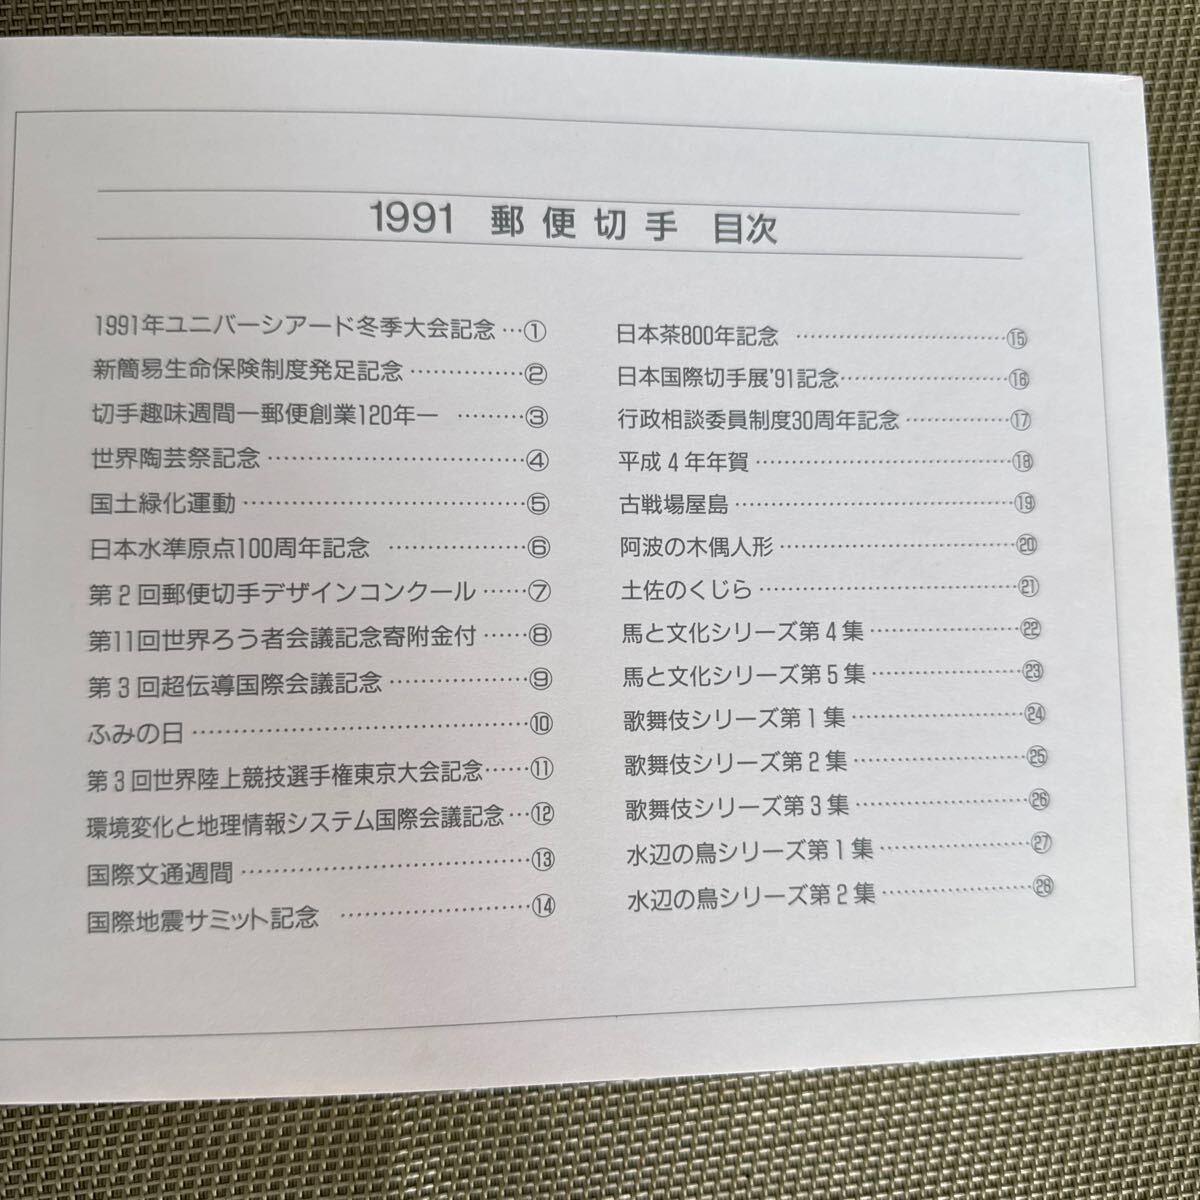 1991 郵便切手 目次
1991年ユニバーシアード冬季大会記念…①
新簡易生命保険制度発足記念……………②
切手趣味週間ー郵便創業120年ー ………③
世界陶芸祭記念…………………………④
国土緑化運動……………………………⑤
日本水準原点100周年記念 ………………⑥
第2回郵便切手デザインコンクール……⑦
第11回世界ろう者会議記念寄附金付……⑧
第3回超伝導国際会議記念………………⑨
ふみの日…………………………………⑩
第3回世界陸上競技選手権東京大会記念……⑪
環境変化と地理情報システム国際会議記念…⑫
国際文通週間……………………………⑬
国際地震サミット記念 …………………⑭
日本茶800年記念 ………………………⑮
日本国際切手展'91記念…………………⑯
行政相談委員制度30周年記念……………⑰
平成4年年賀……………………………⑱
古戦場屋島………………………………⑲
阿波の木偶人形…………………………⑳
土佐のくじら……………………………㉑
馬と文化シリーズ第4集………………㉒
馬と文化シリーズ第5集………………㉓
歌舞伎シリーズ第1集…………………㉔
歌舞伎シリーズ第2集…………………㉕
歌舞伎シリーズ第3集…………………㉖
水辺の鳥シリーズ第1集………………㉗
水辺の鳥シリーズ第2集………………㉘